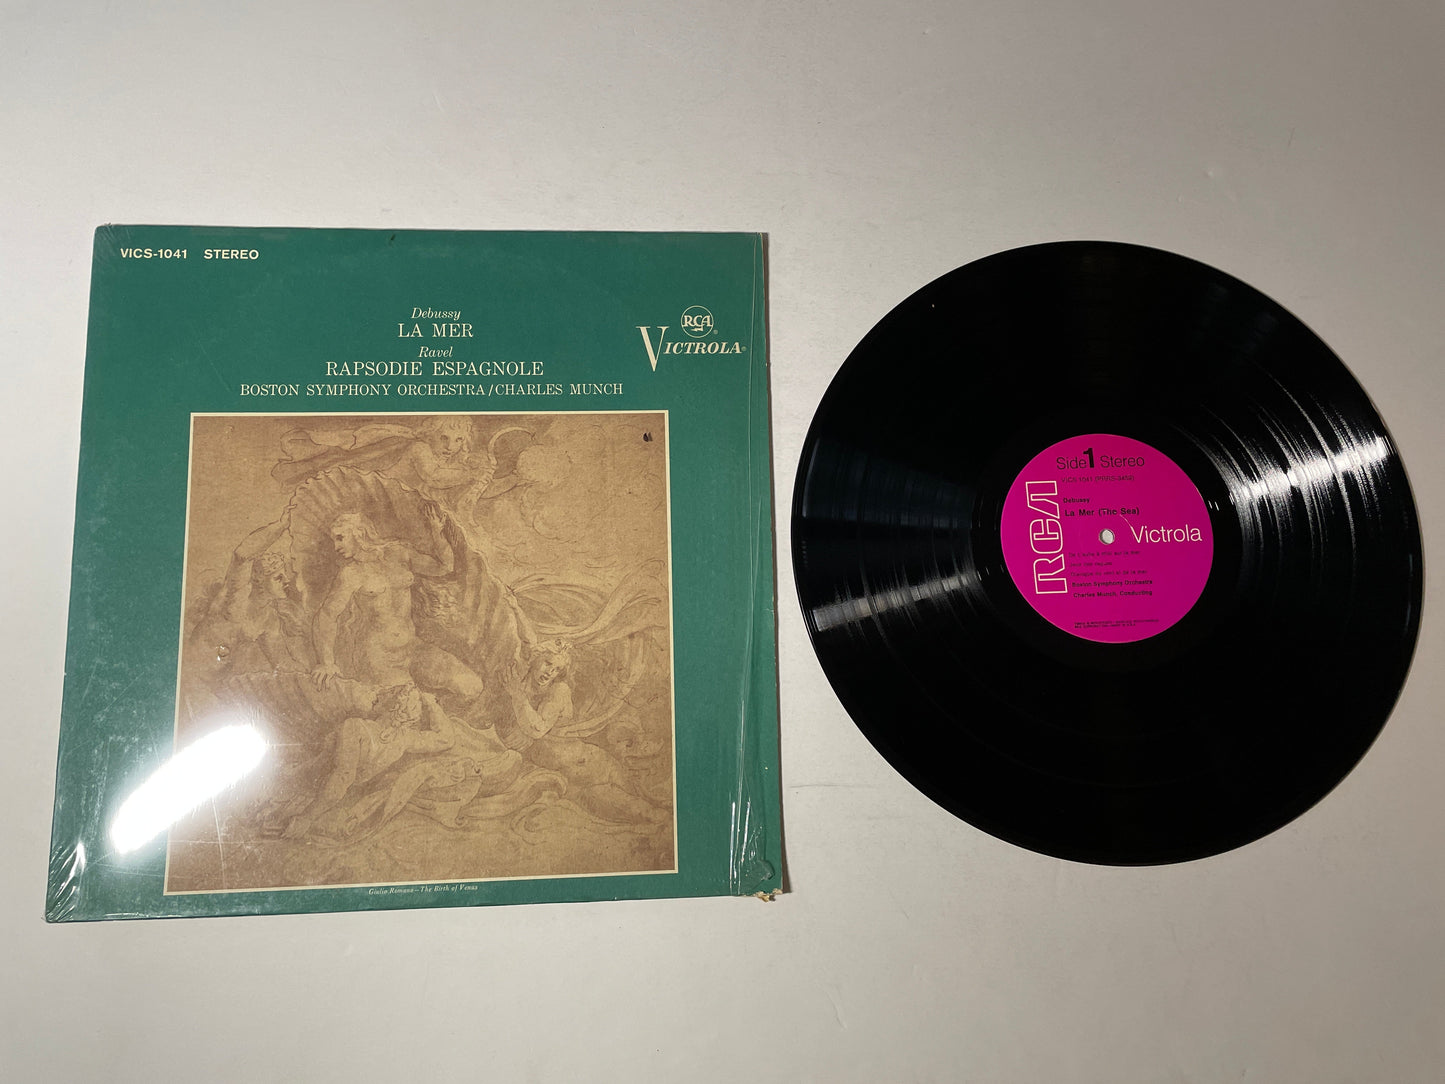 VICS-1041 STEREO
Debussy
LA MER
Ravel
RAPSODIE ESPAGNOLE
BOSTON SYMPHONY ORCHESTRA/CHARLES MUNCH
RCA
VICTROLA
Giulio Romano—The Birth of Venus
Side 1 Stereo
VICS-1041
Debussy
La Mer (The Sea)
RCA
Victrola
Boston Symphony Orchestra
Charles Munch, Conducting